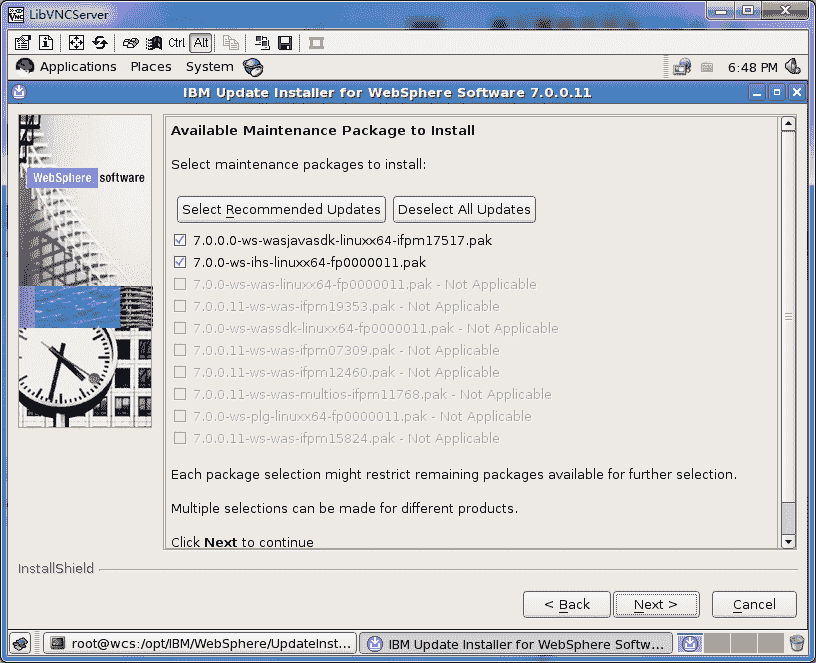 LibVNCServer
Ctrl Alt
Applications Places System 6:48 PM
IBM Update Installer for WebSphere Software 7.0.0.11
WebSphere software
Available Maintenance Package to Install
Select maintenance packages to install:
Select Recommended Updates Deselect All Updates
7.0.0.0-ws-wasjavasdk-linuxx64-ifpm17517.pak
7.0.0-ws-ihs-linuxx64-fp0000011.pak
7.0.0-ws-was-linuxx64-fp0000011.pak - Not Applicable
7.0.0.11-ws-was-ifpm19353.pak - Not Applicable
7.0.0-ws-wassdk-linuxx64-fp0000011.pak - Not Applicable
7.0.0.11-ws-was-ifpm07309.pak - Not Applicable
7.0.0.11-ws-was-ifpm12460.pak - Not Applicable
7.0.0.11-ws-was-multios-ifpm11768.pak - Not Applicable
7.0.0-ws-plg-linuxx64-fp0000011.pak - Not Applicable
7.0.0.11-ws-was-ifpm15824.pak - Not Applicable
Each package selection might restrict remaining packages available for further selection.
Multiple selections can be made for different products.
Click Next to continue
InstallShield
< Back Next > Cancel
root@wcs:/opt/IBM/WebSphere/UpdateInst... IBM Update Installer for WebSphere Softw...